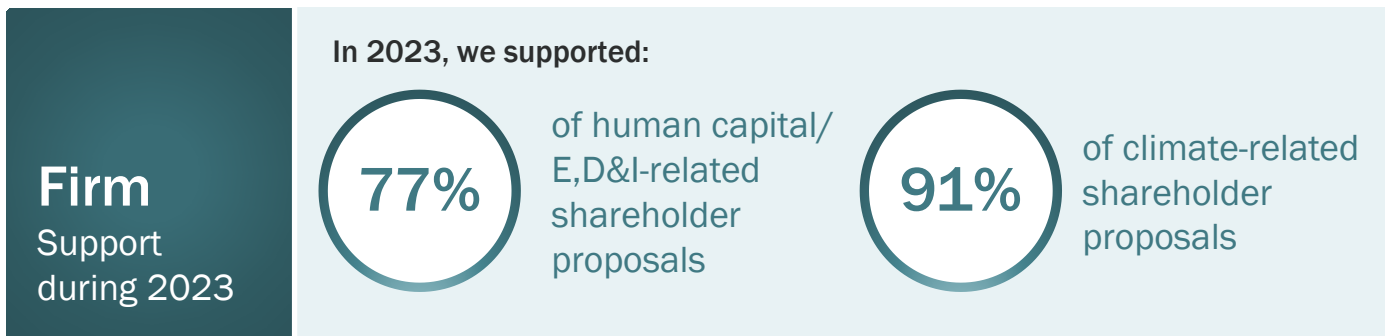 Firm
Support
during 2023
In 2023, we supported:
77%
of human capital/
E,D&I-related
shareholder
proposals
91%
of climate-related
shareholder
proposals